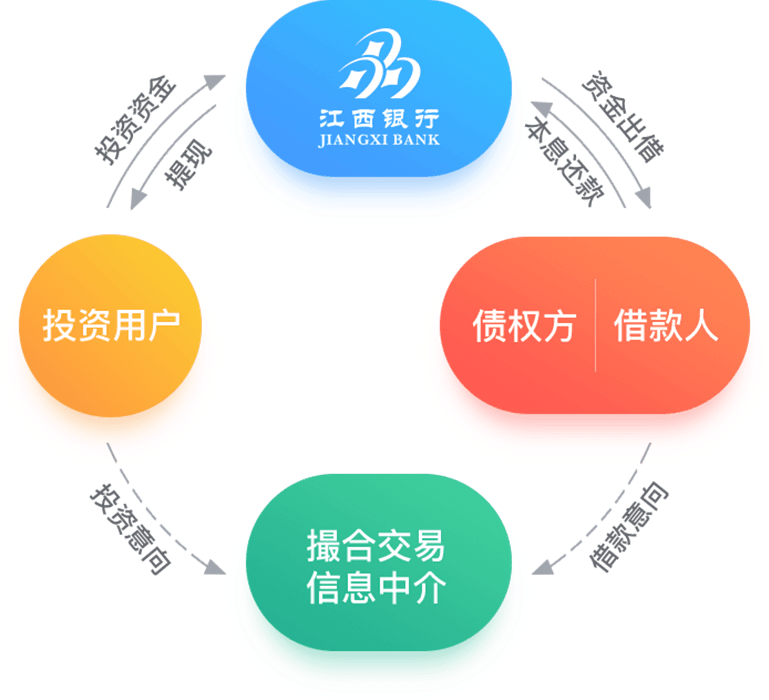 江西银行
JIANGXI BANK
投资资金
提现
资金出借
本息还款
投资用户
债权方
借款人
投资意向
借款意向
撮合交易
信息中介